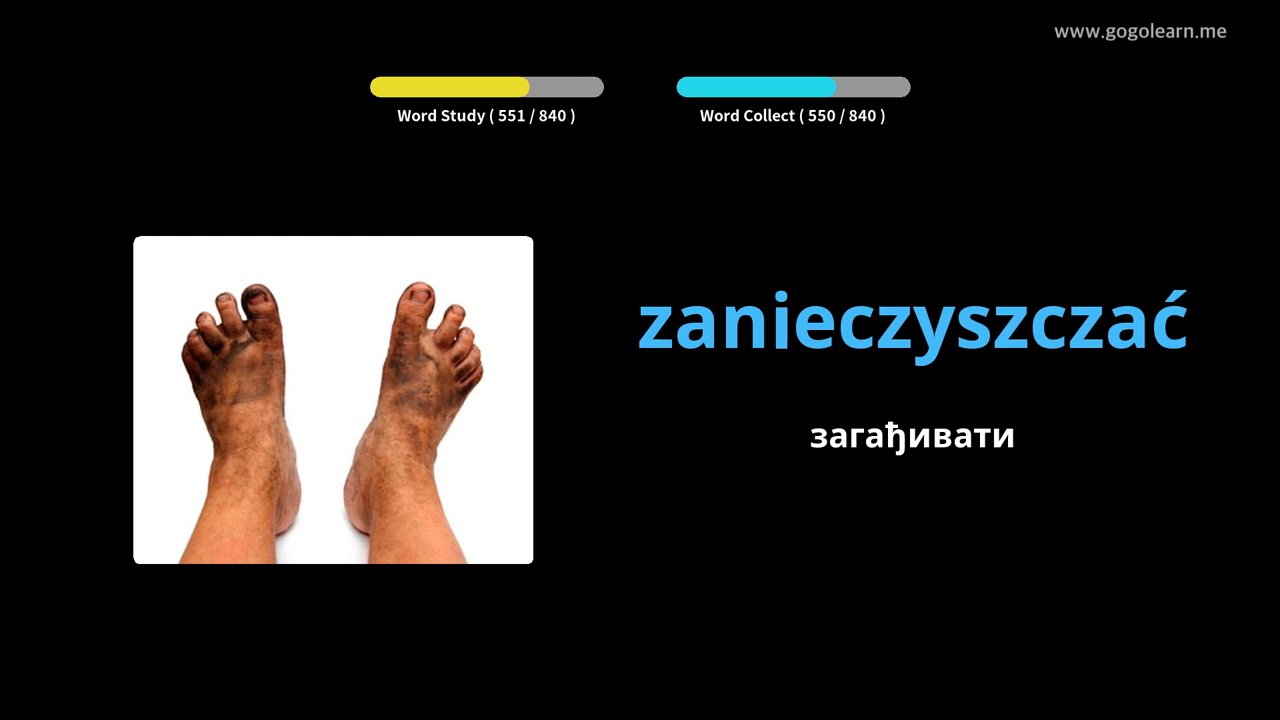 www.gogolearn.me
Word Study ( 551 / 840 )
Word Collect ( 550 / 840 )
zanieczyszczać
загађивати